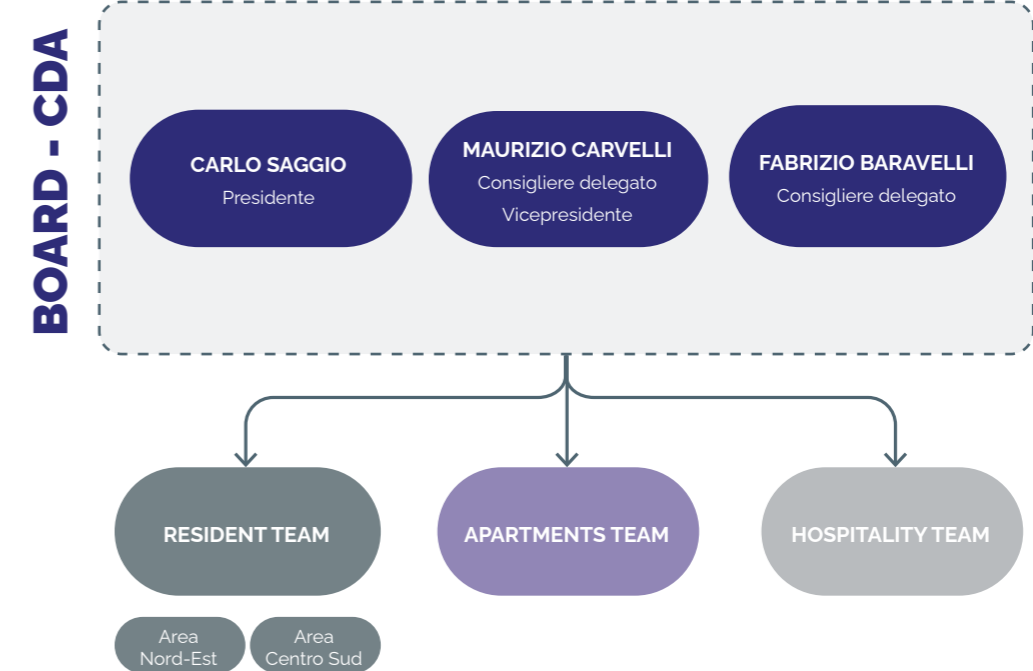 BOARD - CDA
CARLO SAGGIO
Presidente
MAURIZIO CARVELLI
Consigliere delegato
Vicepresidente
FABRIZIO BARAVELLI
Consigliere delegato
RESIDENT TEAM
APARTMENTS TEAM
HOSPITALITY TEAM
Area
Nord-Est
Area
Centro Sud